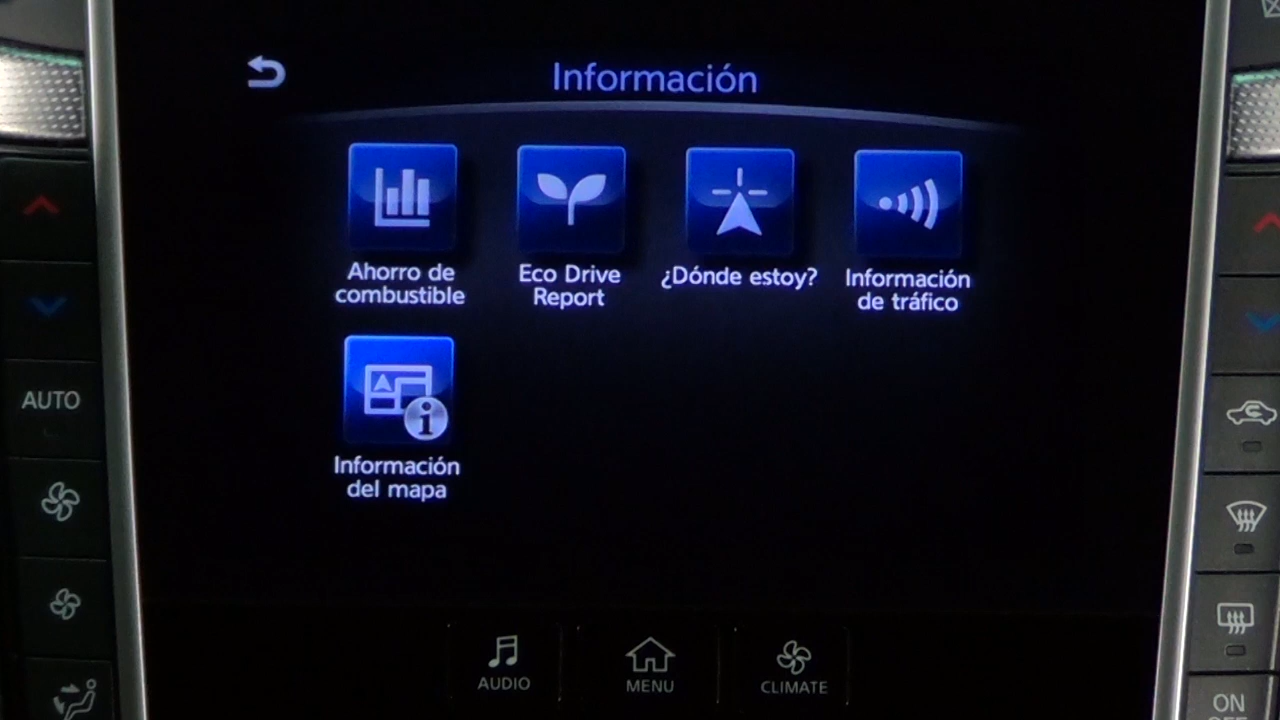 Información
Ahorro de
combustible
Eco Drive
Report
¿Dónde estoy?
Información
de tráfico
Información
del mapa
AUTO
AUDIO
MENU
CLIMATE
ON
OFF